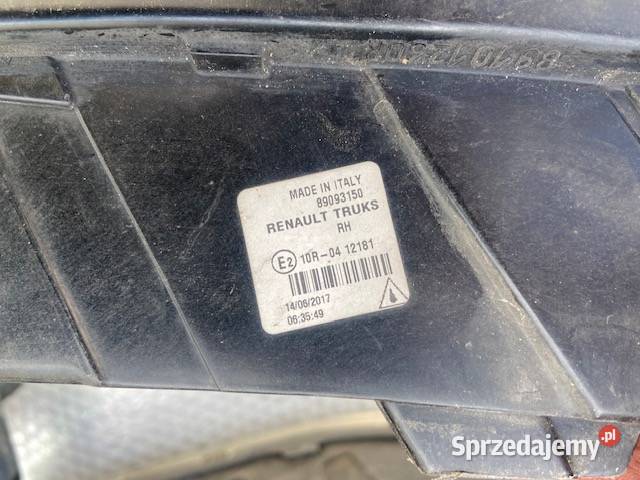 MADE IN ITALY
89093150
RENAULT TRUKS
RH
E2 10R-04 12181
14/06/2017
06:35:49
Sprzedajemy.pl